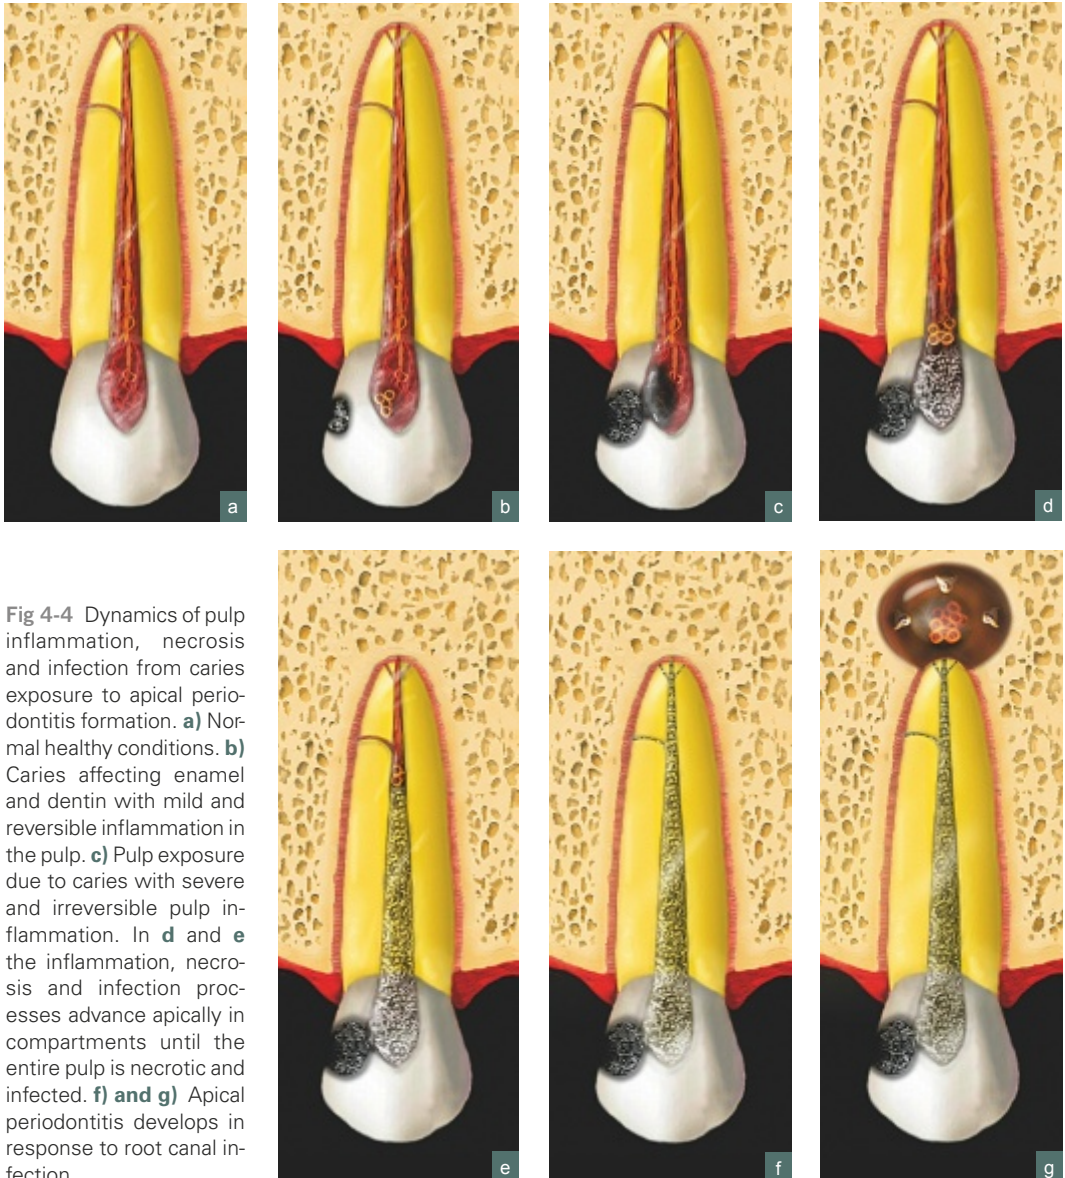 a
b
c
d
Fig 4-4 Dynamics of pulp
inflammation, necrosis
and infection from caries
exposure to apical perio-
dontitis formation. a) Nor-
mal healthy conditions. b)
Caries affecting enamel
and dentin with mild and
reversible inflammation in
the pulp. c) Pulp exposure
due to caries with severe
and irreversible pulp in-
flammation. In d and e
the inflammation, necro-
sis and infection proc-
esses advance apically in
compartments until the
entire pulp is necrotic and
infected. f) and g) Apical
periodontitis develops in
response to root canal in-
fection
e
f
g